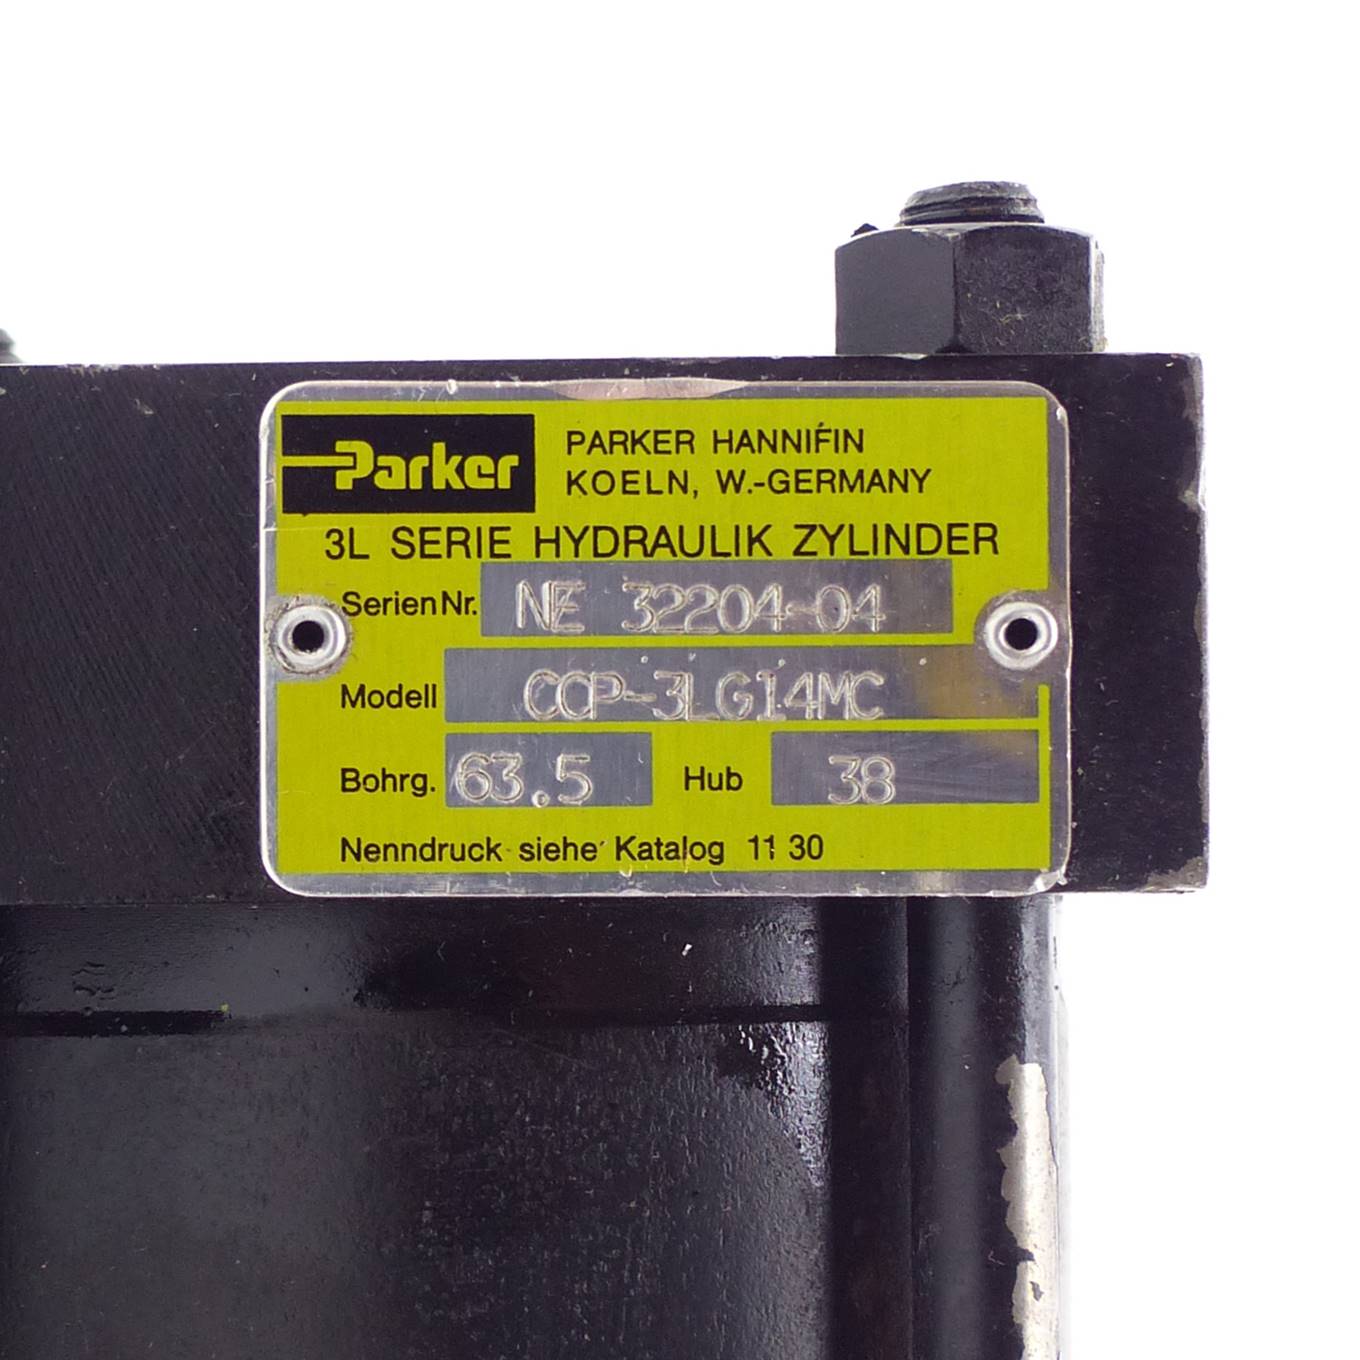 Parker
PARKER HANNIFIN
KOELN, W.-GERMANY
3L SERIE HYDRAULIK ZYLINDER
Serien Nr. NE 32204-04
Modell CCP-3LG14MC
Bohrg. 63.5 Hub 38
Nenndruck siehe Katalog 11 30